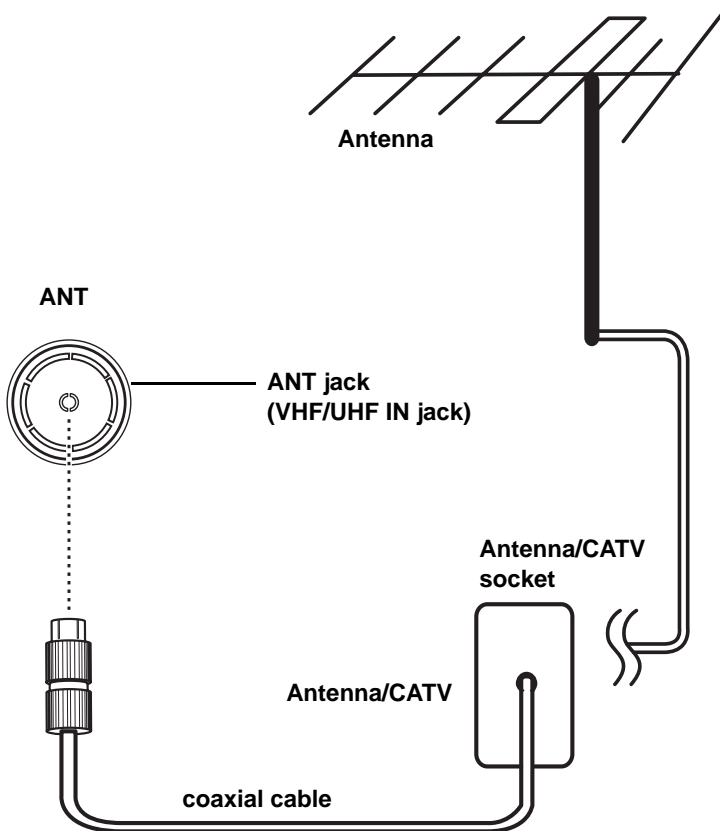 Antenna
ANT
ANT jack
(VHF/UHF IN jack)
Antenna/CATV
socket
Antenna/CATV
coaxial cable